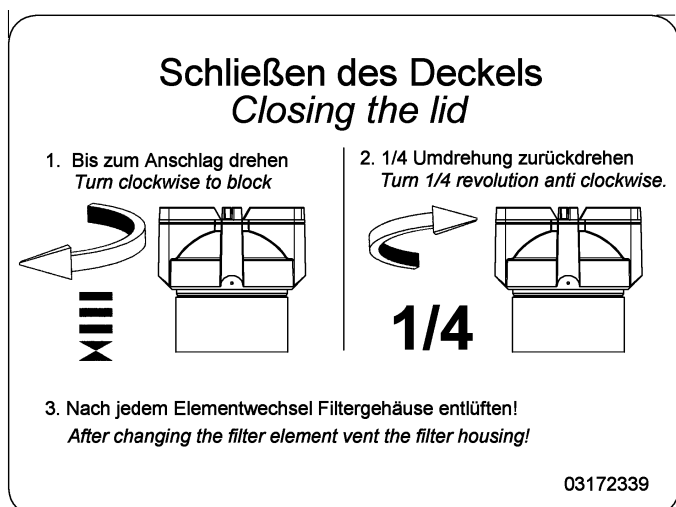 Schließen des Deckels
Closing the lid
1. Bis zum Anschlag drehen
Turn clockwise to block
2. 1/4 Umdrehung zurückdrehen
Turn 1/4 revolution anti clockwise.
1/4
3. Nach jedem Elementwechsel Filtergehäuse entlüften!
After changing the filter element vent the filter housing!
03172339